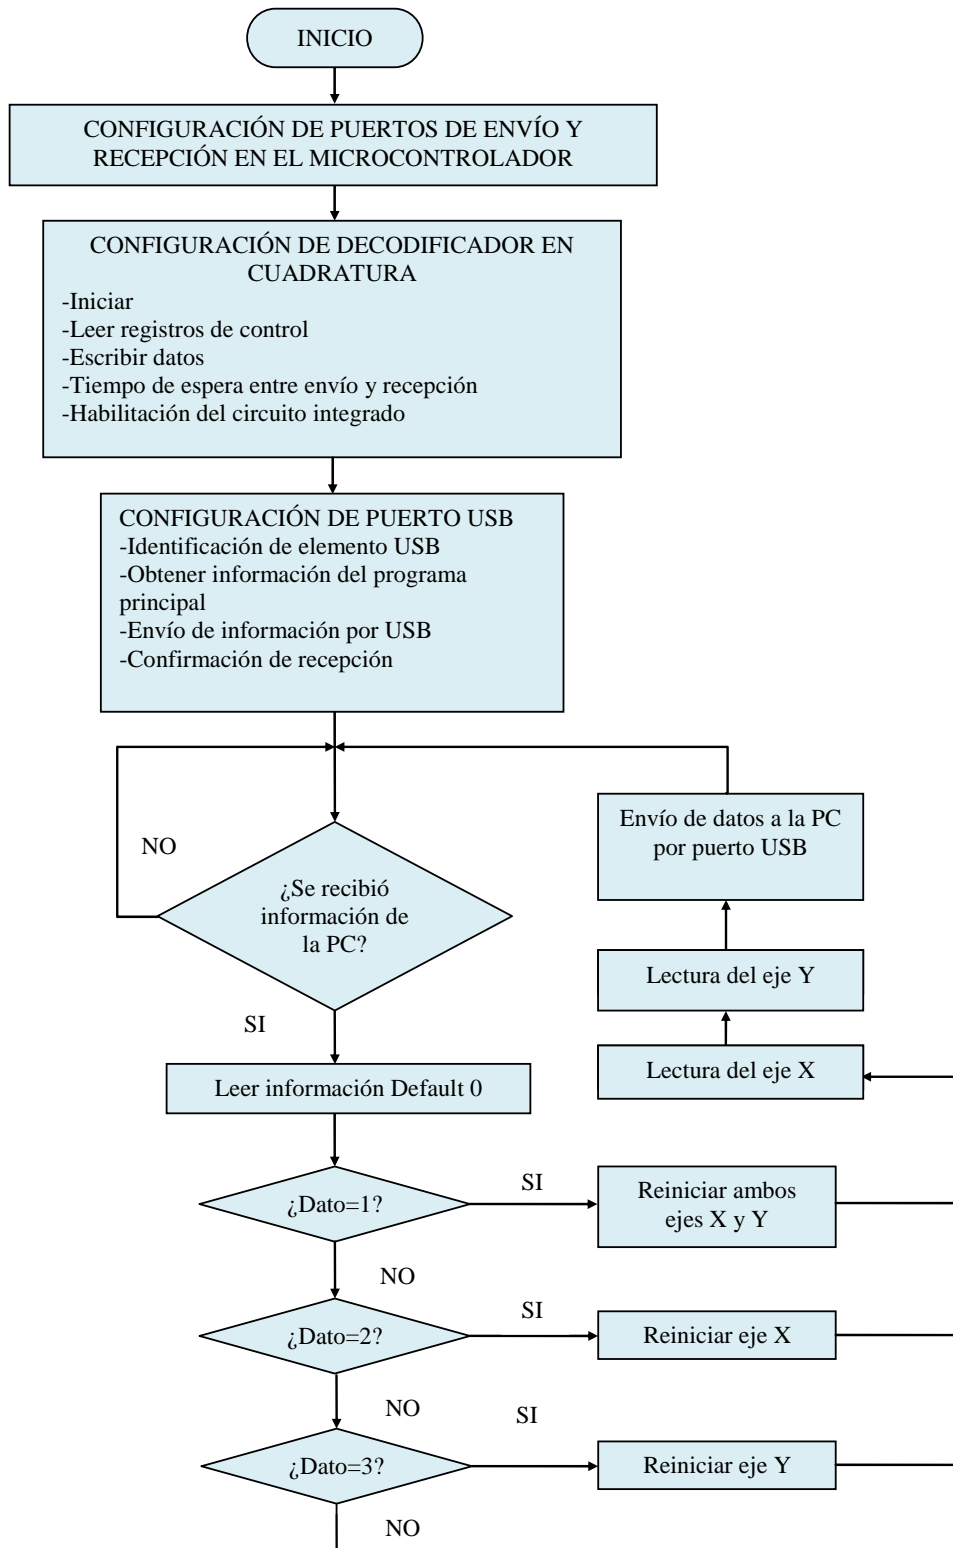 INICIO
CONFIGURACIÓN DE PUERTOS DE ENVÍO Y
RECEPCIÓN EN EL MICROCONTROLADOR
CONFIGURACIÓN DE DECODIFICADOR EN
CUADRATURA
-Iniciar
-Leer registros de control
-Escribir datos
-Tiempo de espera entre envío y recepción
-Habilitación del circuito integrado
CONFIGURACIÓN DE PUERTO USB
-Identificación de elemento USB
-Obtener información del programa
principal
-Envío de información por USB
-Confirmación de recepción
NO
¿Se recibió
información de
la PC?
SI
Envío de datos a la PC
por puerto USB
Lectura del eje Y
Lectura del eje X
Leer información Default 0
¿Dato=1?
SI
Reiniciar ambos
ejes X y Y
NO
¿Dato=2?
SI
Reiniciar eje X
NO
¿Dato=3?
SI
Reiniciar eje Y
NO